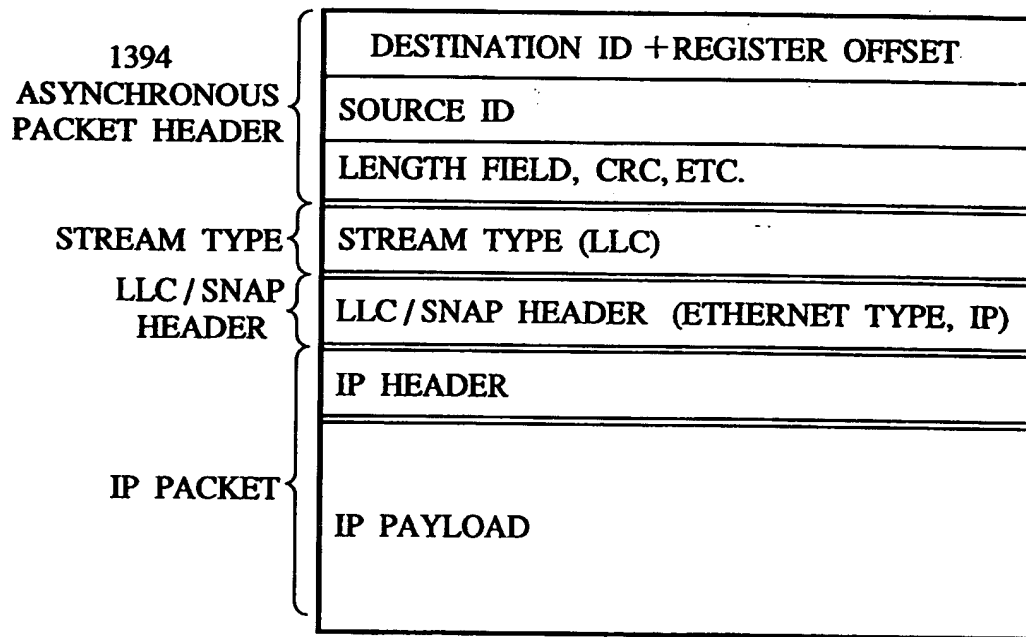 1394
ASYNCHRONOUS
PACKET HEADER
DESTINATION ID +REGISTER OFFSET
SOURCE ID
LENGTH FIELD, CRC, ETC.
STREAM TYPE
STREAM TYPE (LLC)
LLC / SNAP
HEADER
LLC / SNAP HEADER (ETHERNET TYPE, IP)
IP PACKET
IP HEADER
IP PAYLOAD